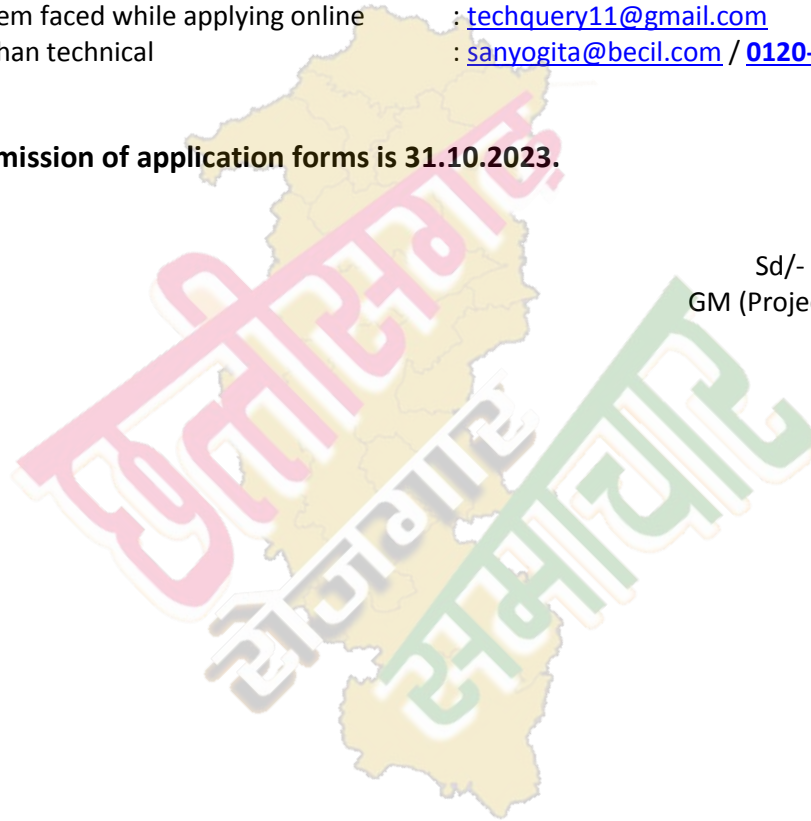 em faced while applying online : techquery11@gmail.com
han technical : sanyogita@becil.com / 0120-
mission of application forms is 31.10.2023.
Sd/-
GM (Proje
छत्तीसगढ़
रोजगार
समाचार